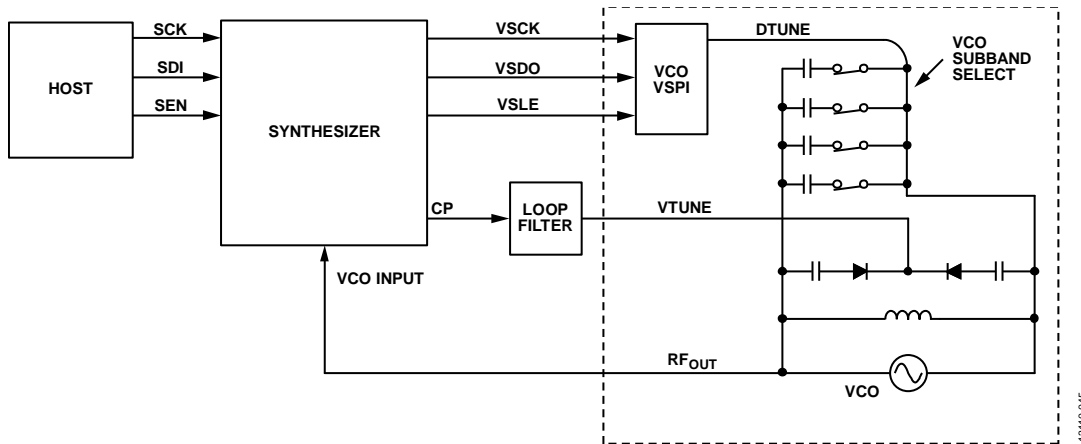 HOST
SCK
SDI
SEN
SYNTHESIZER
VSCK
VSDO
VSLE
VCO
VSPI
DTUNE
VCO
SUBBAND
SELECT
CP
LOOP
FILTER
VTUNE
VCO INPUT
RFOUT
VCO